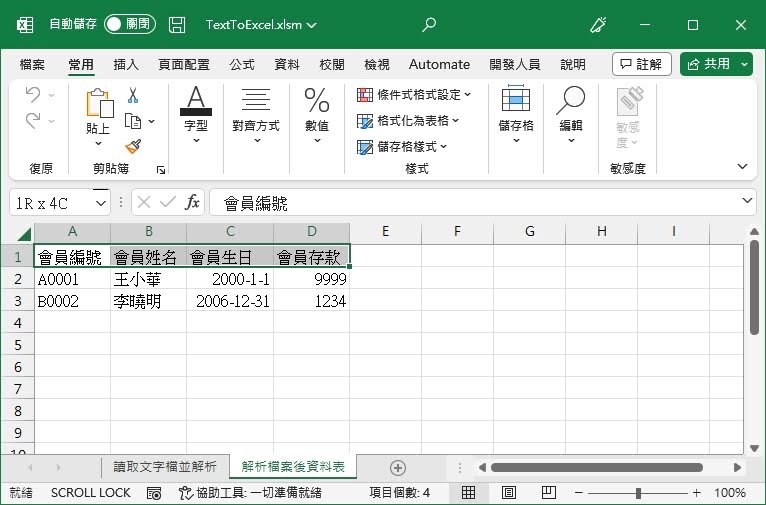 自動儲存 關閉 TextToExcel.xlsm
檔案 常用 插入 頁面配置 公式 資料 校閱 檢視 Automate 開發人員 說明 註解 共用
貼上 字型 對齊方式 數值 條件式格式設定 格式化為表格 儲存格樣式 儲存格 編輯 敏感度
復原 剪貼簿 樣式 敏感度
1R x 4C fx 會員編號
A B C D E F G H I
1 會員編號 會員姓名 會員生日 會員存款
2 A0001 王小華 2000-1-1 9999
3 B0002 李曉明 2006-12-31 1234
4
5
6
7
8
9
10
讀取文字檔並解析 解析檔案後資料表
就緒 SCROLL LOCK 協助工具: 一切準備就緒 項目個數: 4 100%